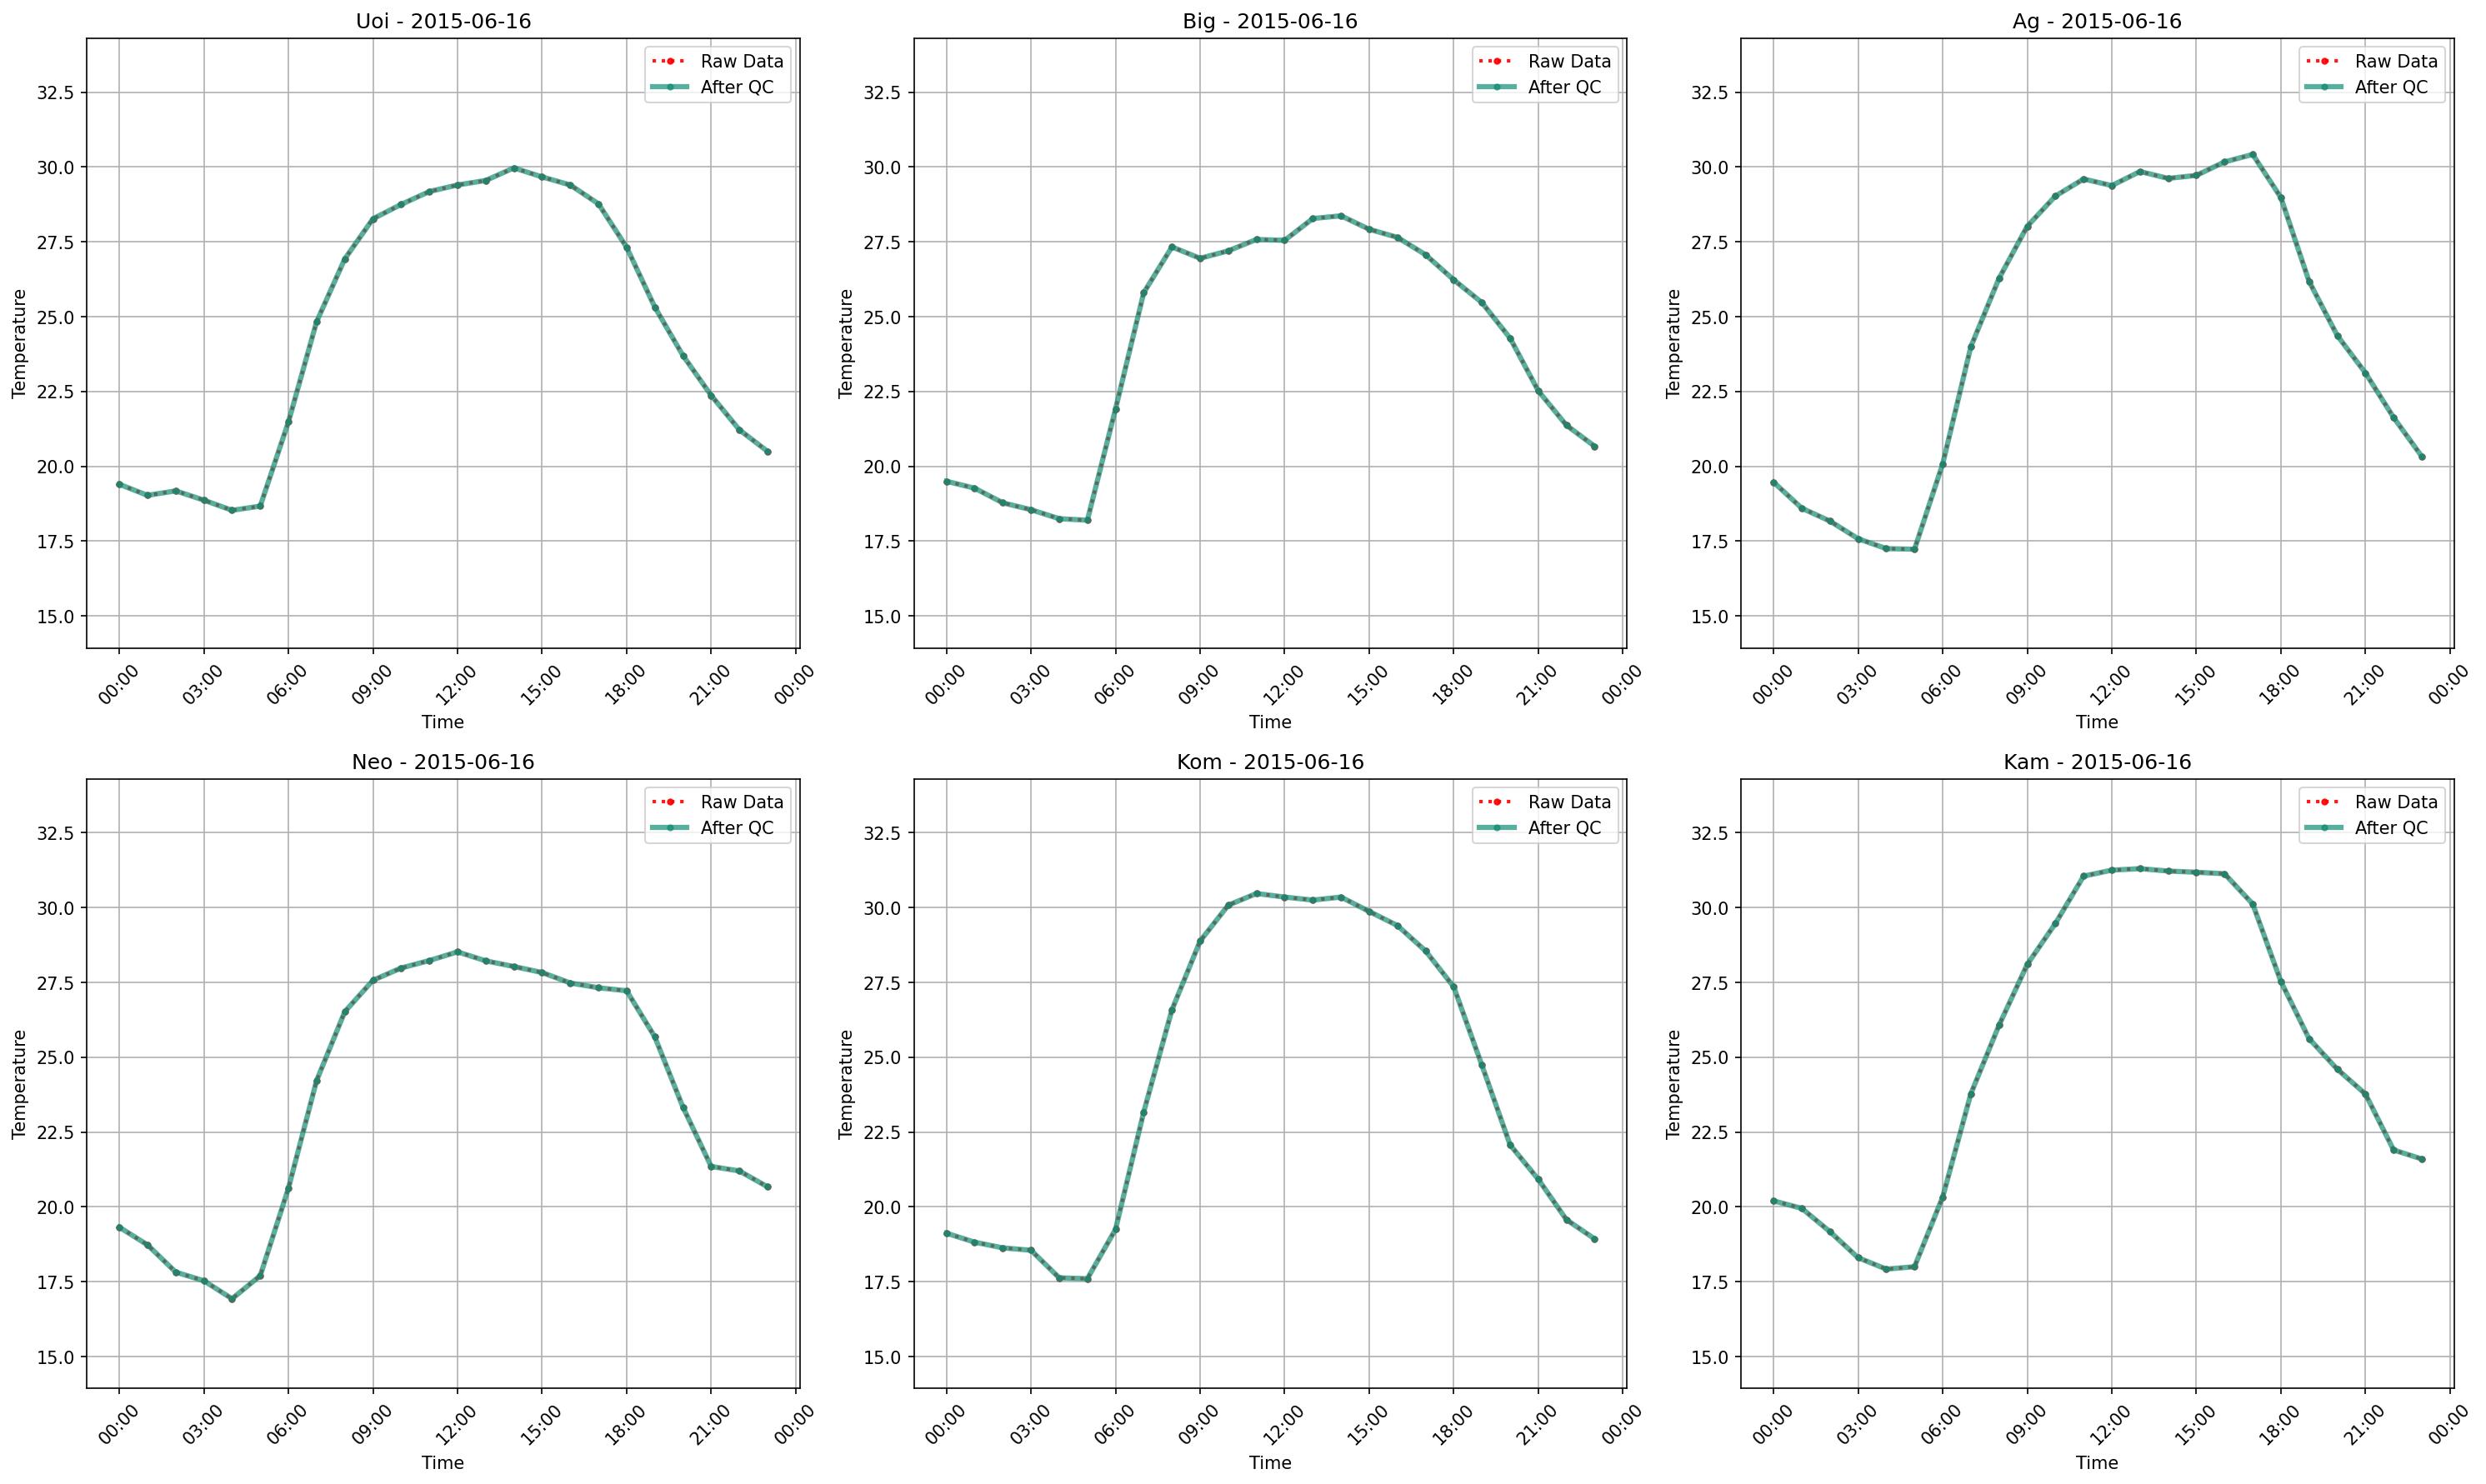 Uoi - 2015-06-16
Raw Data
After QC
Temperature
32.5
30.0
27.5
25.0
22.5
20.0
17.5
15.0
00:00 03:00 06:00 09:00 12:00 15:00 18:00 21:00 00:00
Time
Big - 2015-06-16
Raw Data
After QC
Temperature
32.5
30.0
27.5
25.0
22.5
20.0
17.5
15.0
00:00 03:00 06:00 09:00 12:00 15:00 18:00 21:00 00:00
Time
Ag - 2015-06-16
Raw Data
After QC
Temperature
32.5
30.0
27.5
25.0
22.5
20.0
17.5
15.0
00:00 03:00 06:00 09:00 12:00 15:00 18:00 21:00 00:00
Time
Neo - 2015-06-16
Raw Data
After QC
Temperature
32.5
30.0
27.5
25.0
22.5
20.0
17.5
15.0
00:00 03:00 06:00 09:00 12:00 15:00 18:00 21:00 00:00
Time
Kom - 2015-06-16
Raw Data
After QC
Temperature
32.5
30.0
27.5
25.0
22.5
20.0
17.5
15.0
00:00 03:00 06:00 09:00 12:00 15:00 18:00 21:00 00:00
Time
Kam - 2015-06-16
Raw Data
After QC
Temperature
32.5
30.0
27.5
25.0
22.5
20.0
17.5
15.0
00:00 03:00 06:00 09:00 12:00 15:00 18:00 21:00 00:00
Time